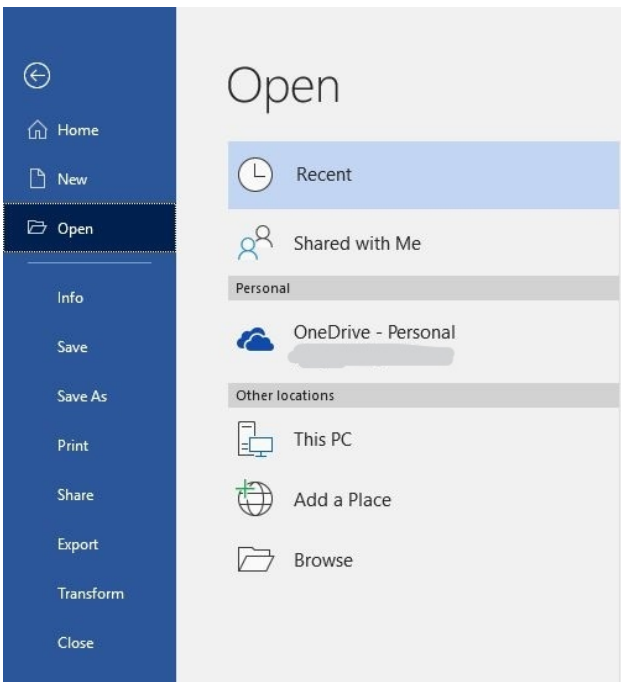 Home
New
Open
Info
Save
Save As
Print
Share
Export
Transform
Close
Open
Recent
Shared with Me
Personal
OneDrive - Personal
Other locations
This PC
Add a Place
Browse